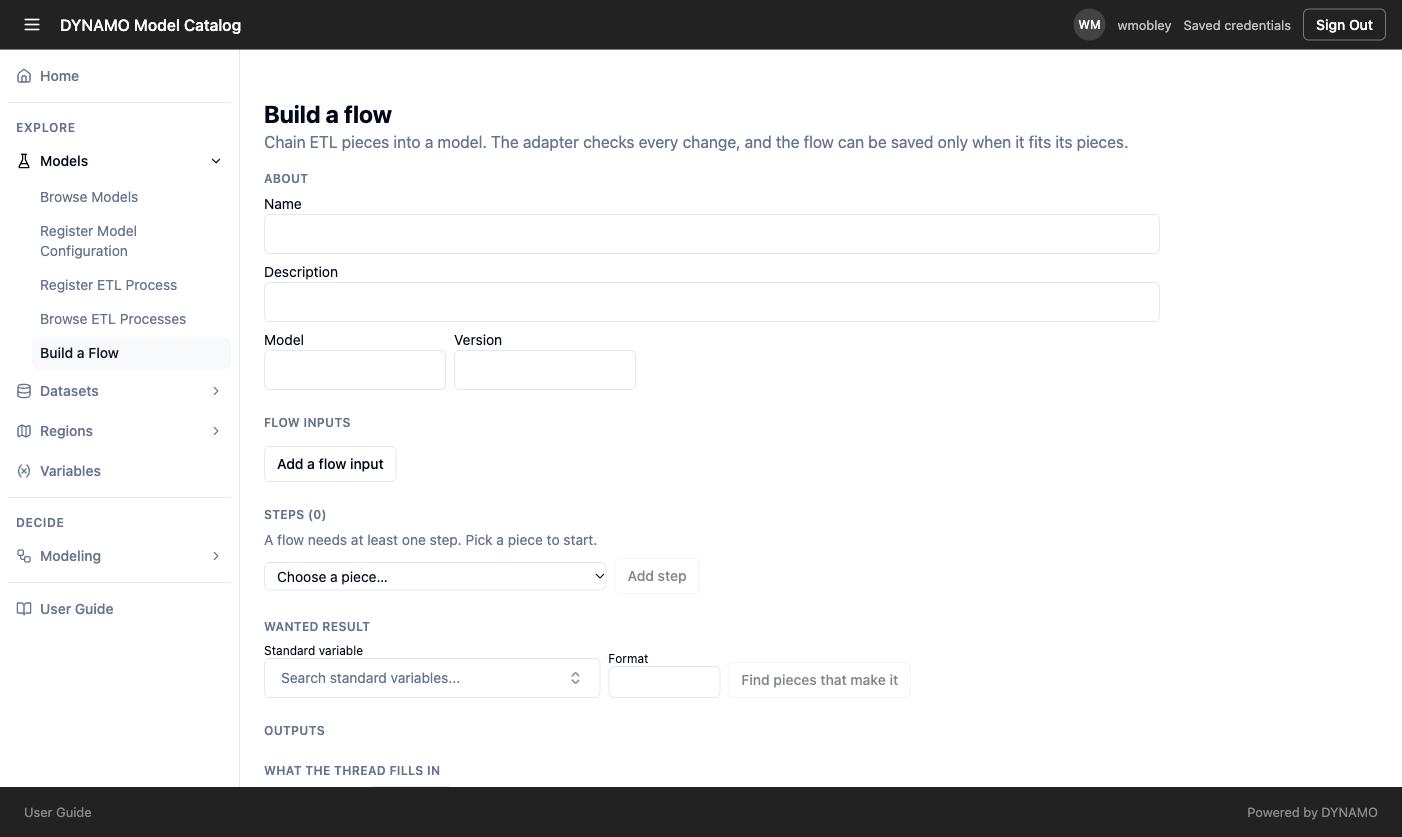 DYNAMO Model Catalog
WM
wmobley
Saved credentials
Sign Out
Home
EXPLORE
Models
Browse Models
Register Model
Configuration
Register ETL Process
Browse ETL Processes
Build a Flow
Datasets
Regions
Variables
DECIDE
Modeling
User Guide
Build a flow
Chain ETL pieces into a model. The adapter checks every change, and the flow can be saved only when it fits its pieces.
ABOUT
Name
Description
Model
Version
FLOW INPUTS
Add a flow input
STEPS (0)
A flow needs at least one step. Pick a piece to start.
Choose a piece...
Add step
WANTED RESULT
Standard variable
Format
Search standard variables...
Find pieces that make it
OUTPUTS
WHAT THE THREAD FILLS IN
User Guide
Powered by DYNAMO